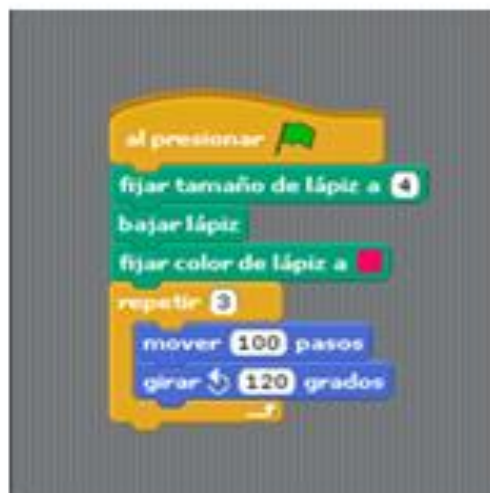 al presionar
fijar tamaño de lápiz a 4
bajar lápiz
fijar color de lápiz a
repetir 3
mover 100 pasos
girar 120 grados